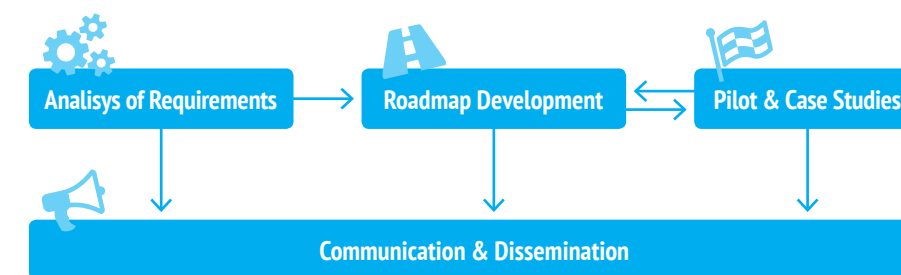 Analisys of Requirements
Roadmap Development
Pilot & Case Studies
Communication & Dissemination